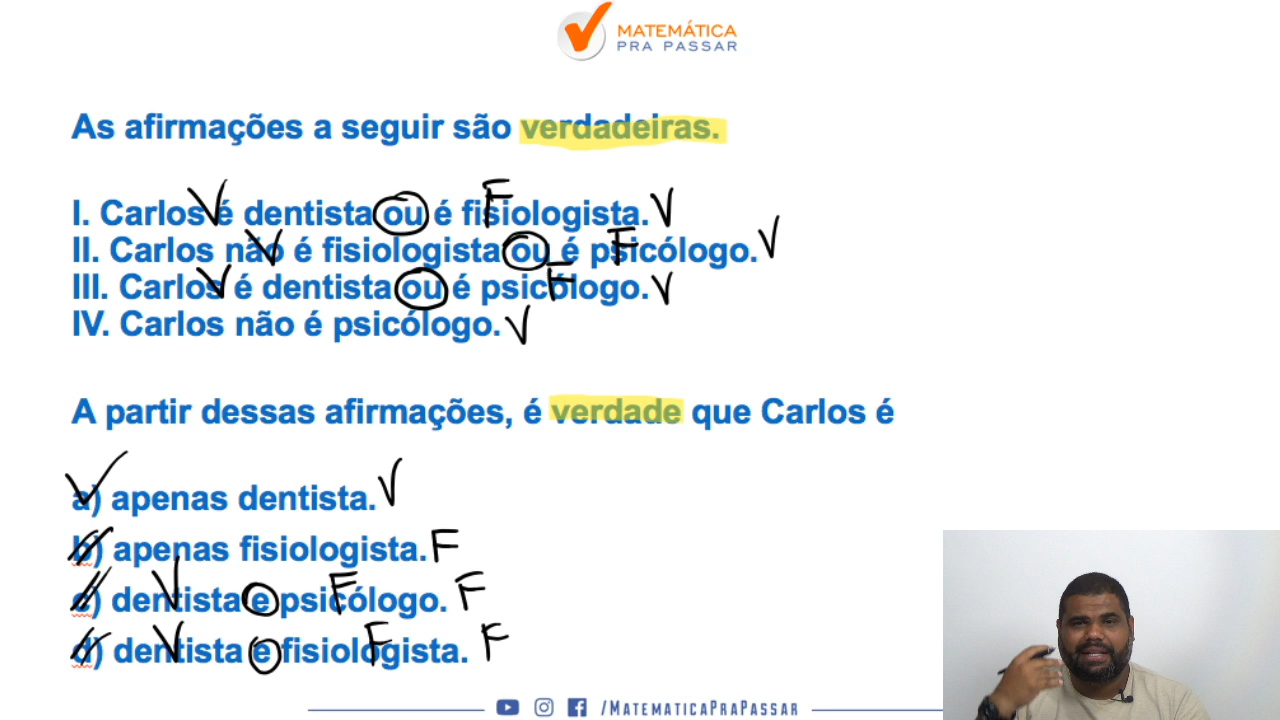 MATEMÁTICA
PRA PASSAR
As afirmações a seguir são verdadeiras.
V F
I. Carlos é dentista ou é fisiologista. V
V F
II. Carlos não é fisiologista ou é psicólogo. V
V F
III. Carlos é dentista ou é psicólogo. V
IV. Carlos não é psicólogo. V
A partir dessas afirmações, é verdade que Carlos é
a) apenas dentista. V
b) apenas fisiologista. F
V F
c) dentista e psicólogo. F
V F
d) dentista e fisiologista. F
/MATEMATICAPRAPASSAR